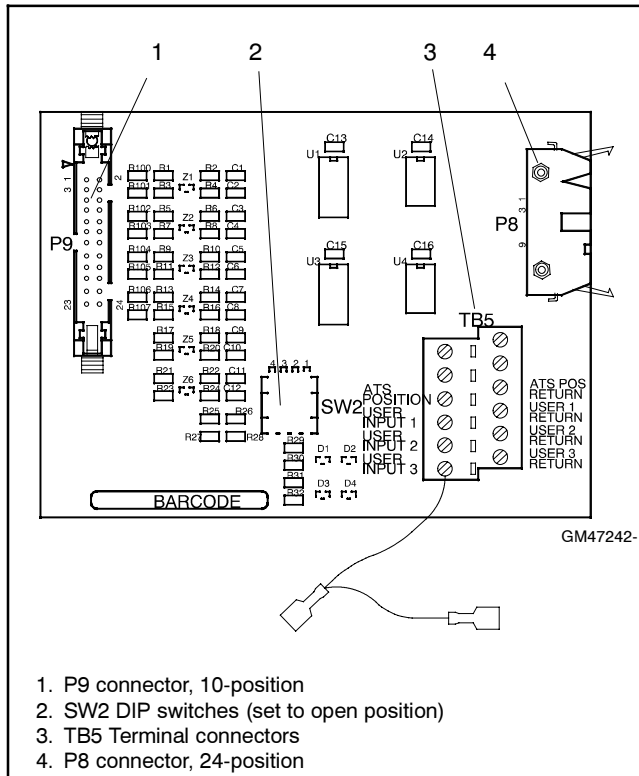 1 2 3 4
C13 C14
U1 U2
R100 R1 R2 C1
Z1
R101 R3 R4 C2
1 2
3
R102 R5 R6 C3
Z2
R103 R7 R8 C4
P9
P8
1
3
9
R104 R9 R10 C5
Z3
R105 R11 R12 C6
C15 C16
U3 U4
R106 R13 R14 C7
Z4
R107 R15 R16 C8
23 24
R17 R18 C9
Z5
R19 R20 C10
TB5
R21 R22 C11
Z6
R23 R24 C12
4 3 2 1
SW2
R25 R26
R27 R28
ATS
POSITION
USER
INPUT 1
USER
INPUT 2
USER
INPUT 3
ATS POS
RETURN
USER 1
RETURN
USER 2
RETURN
USER 3
RETURN
R29
R30
R31
R32
D1 D2
D3 D4
BARCODE
GM47242-
1. P9 connector, 10-position
2. SW2 DIP switches (set to open position)
3. TB5 Terminal connectors
4. P8 connector, 24-position